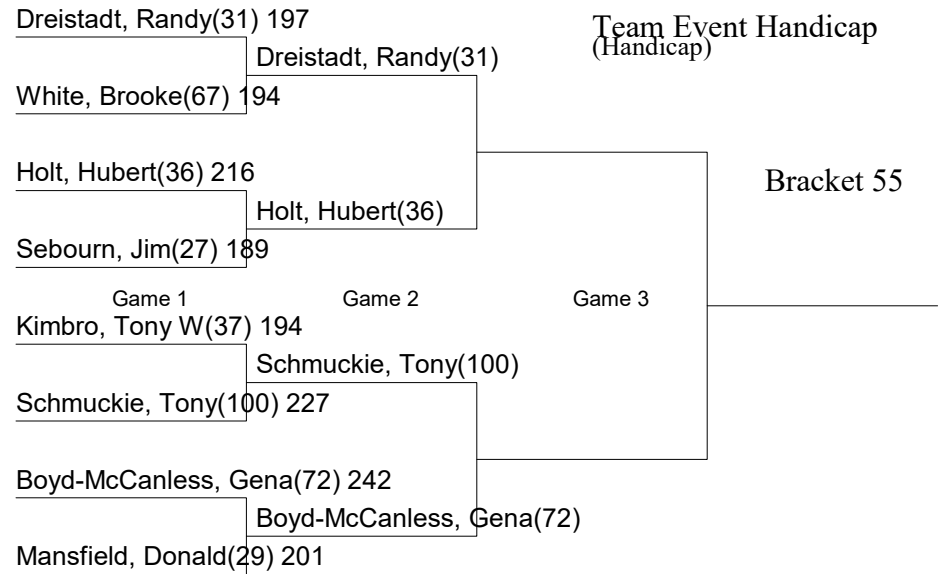 Dreistadt, Randy(31) 197
Team Event Handicap
(Handicap)
Dreistadt, Randy(31)
White, Brooke(67) 194
Holt, Hubert(36) 216
Bracket 55
Holt, Hubert(36)
Sebourn, Jim(27) 189
Game 1 Game 2 Game 3
Kimbro, Tony W(37) 194
Schmuckie, Tony(100)
Schmuckie, Tony(100) 227
Boyd-McCanless, Gena(72) 242
Boyd-McCanless, Gena(72)
Mansfield, Donald(29) 201